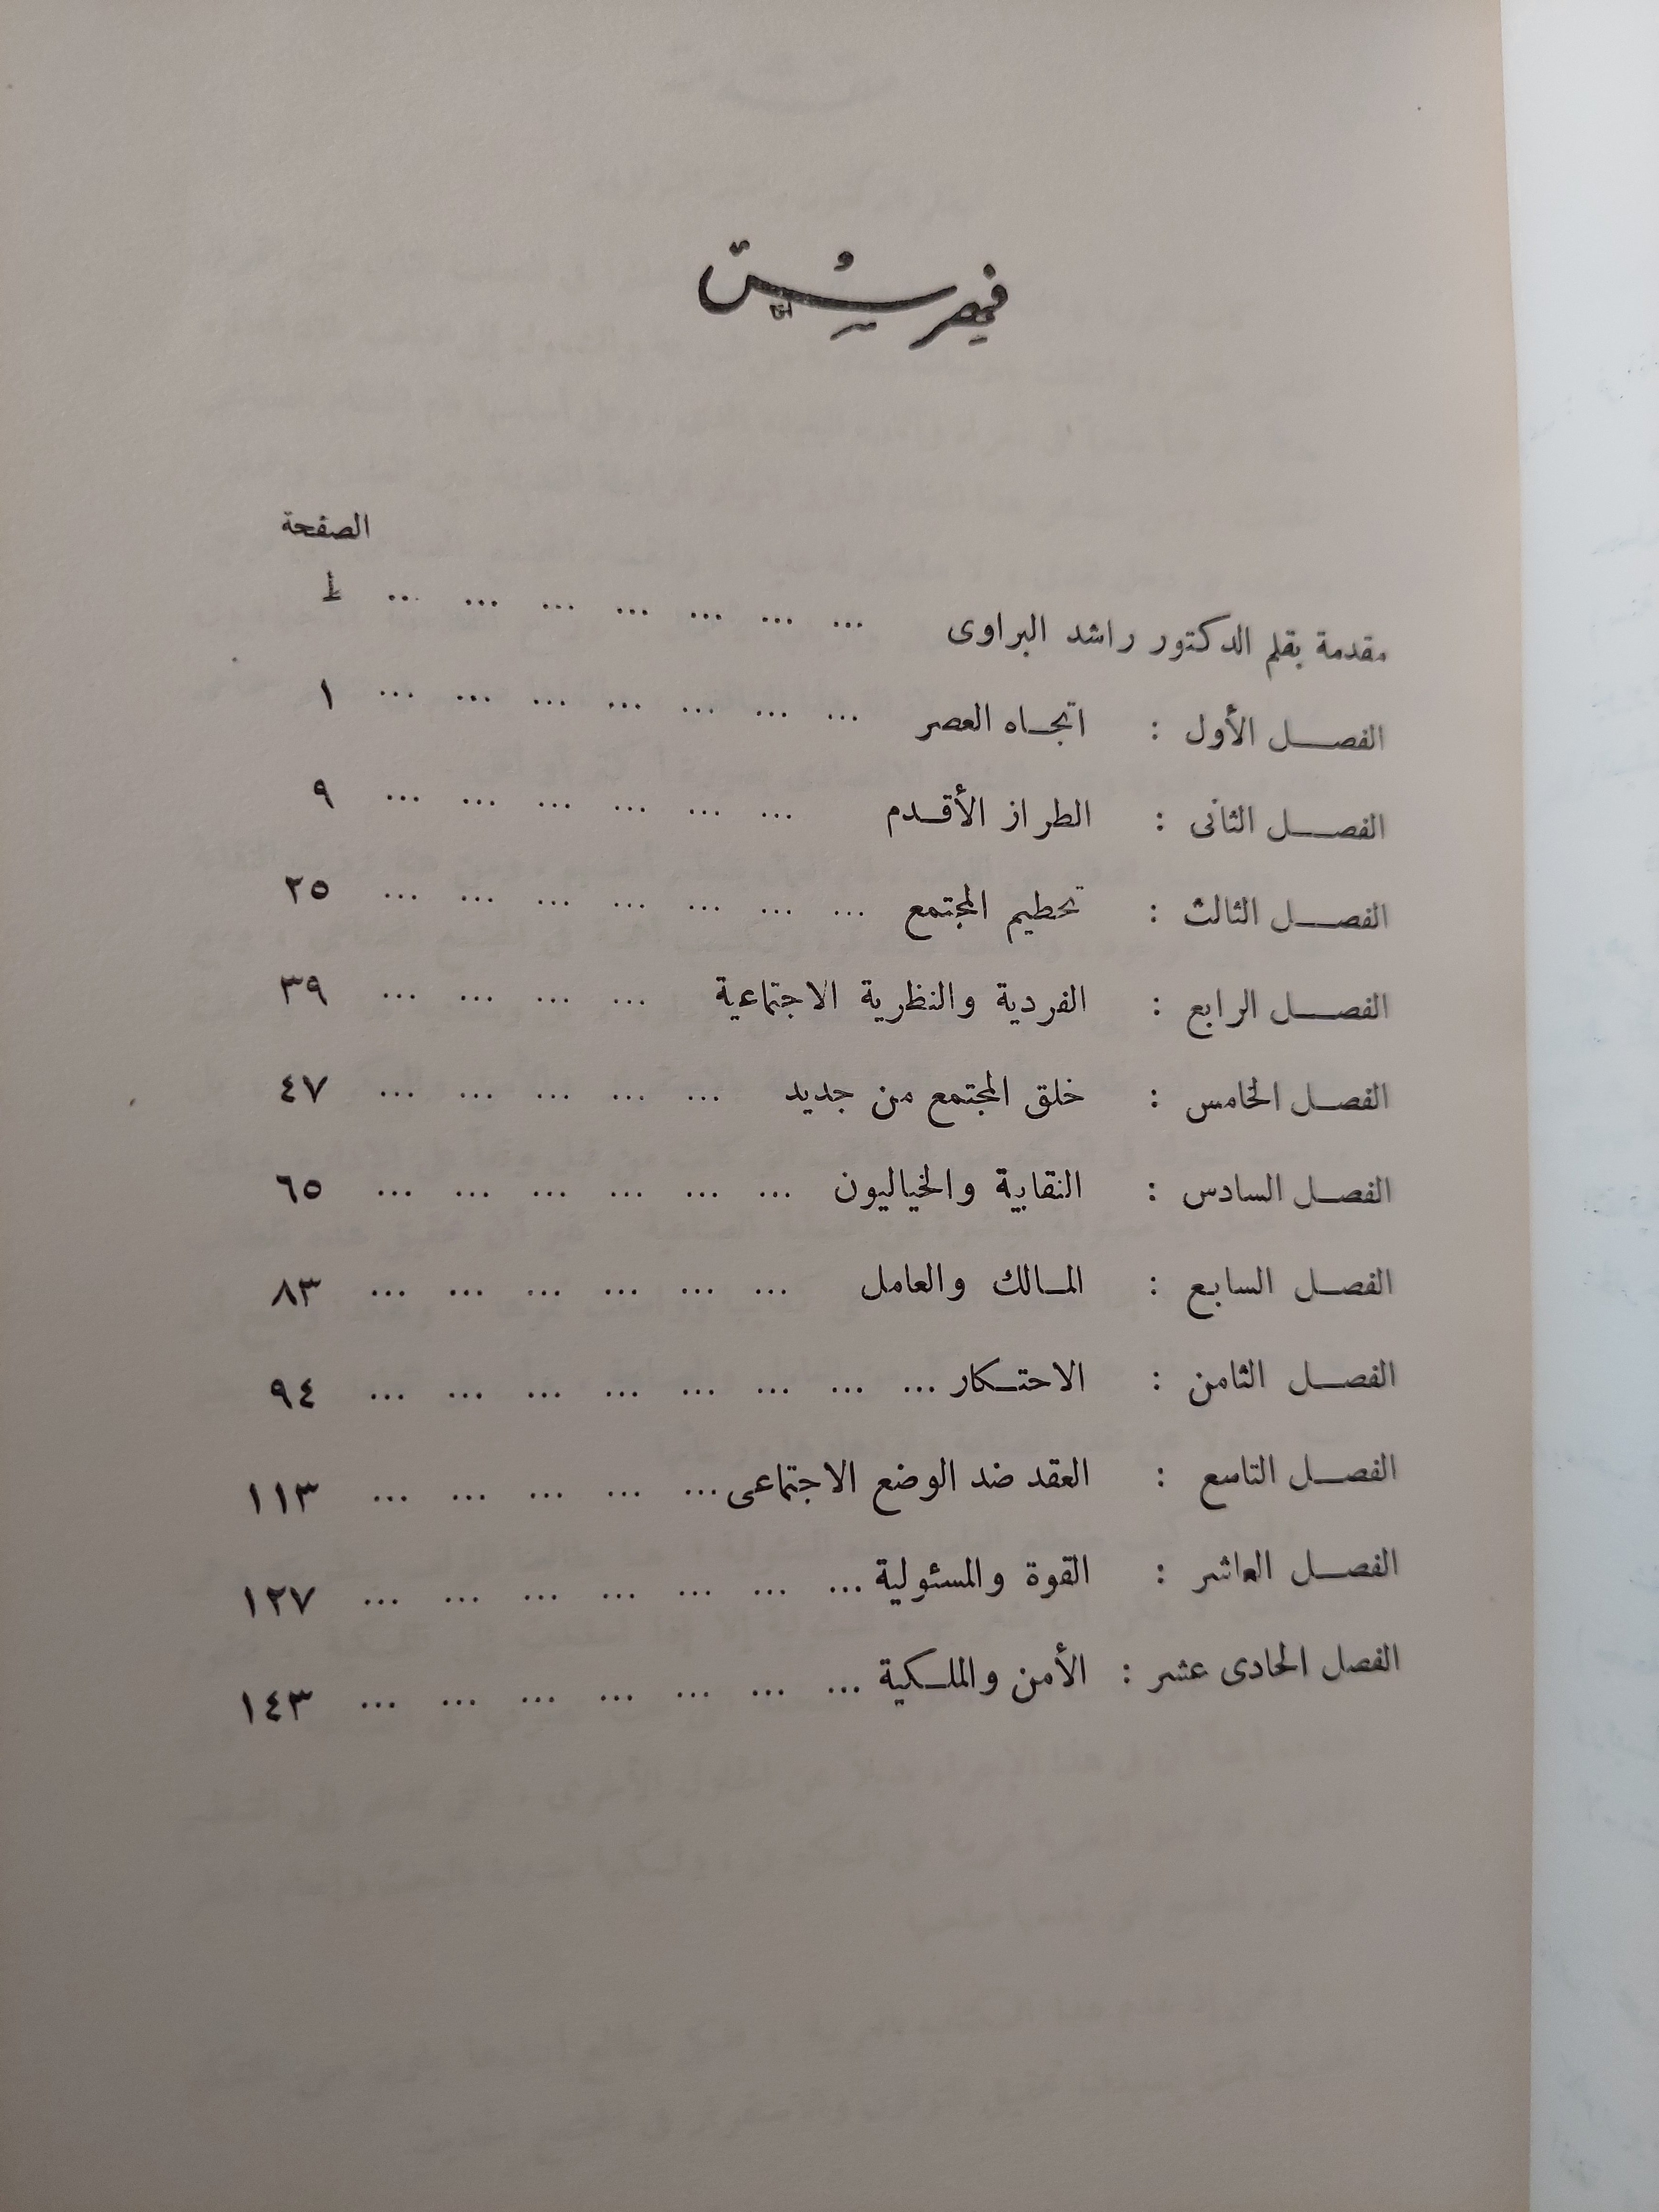 فهرست
الصفحة
مقدمة بقلم الدكتور راشد البراوى ... ... ... ... ... ... ...
الفصل الأول : اتجاه العصر ... ... ... ... ... ... ... ١
الفصل الثانى : الطراز الأقدم ... ... ... ... ... ... ٩
الفصل الثالث : تحطيم المجتمع ... ... ... ... ... ... ... ٢٥
الفصل الرابع : الفردية والنظرية الاجتماعية ... ... ... ... ٣٩
الفصل الخامس : خلق المجتمع من جديد ... ... ... ... ... ٤٧
الفصل السادس : النقابية والخياليون ... ... ... ... ... ... ٦٥
الفصل السابع : المالك والعامل ... ... ... ... ... ... ٨٣
الفصل الثامن : الاحتكار ... ... ... ... ... ... ... ... ٩٤
الفصل التاسع : العقد ضد الوضع الاجتماعى ... ... ... ... ... ١١٣
الفصل العاشر : القوة والمسئولية ... ... ... ... ... ... ... ١٢٧
الفصل الحادى عشر : الأمن والملكية ... ... ... ... ... ... ... ١٤٣